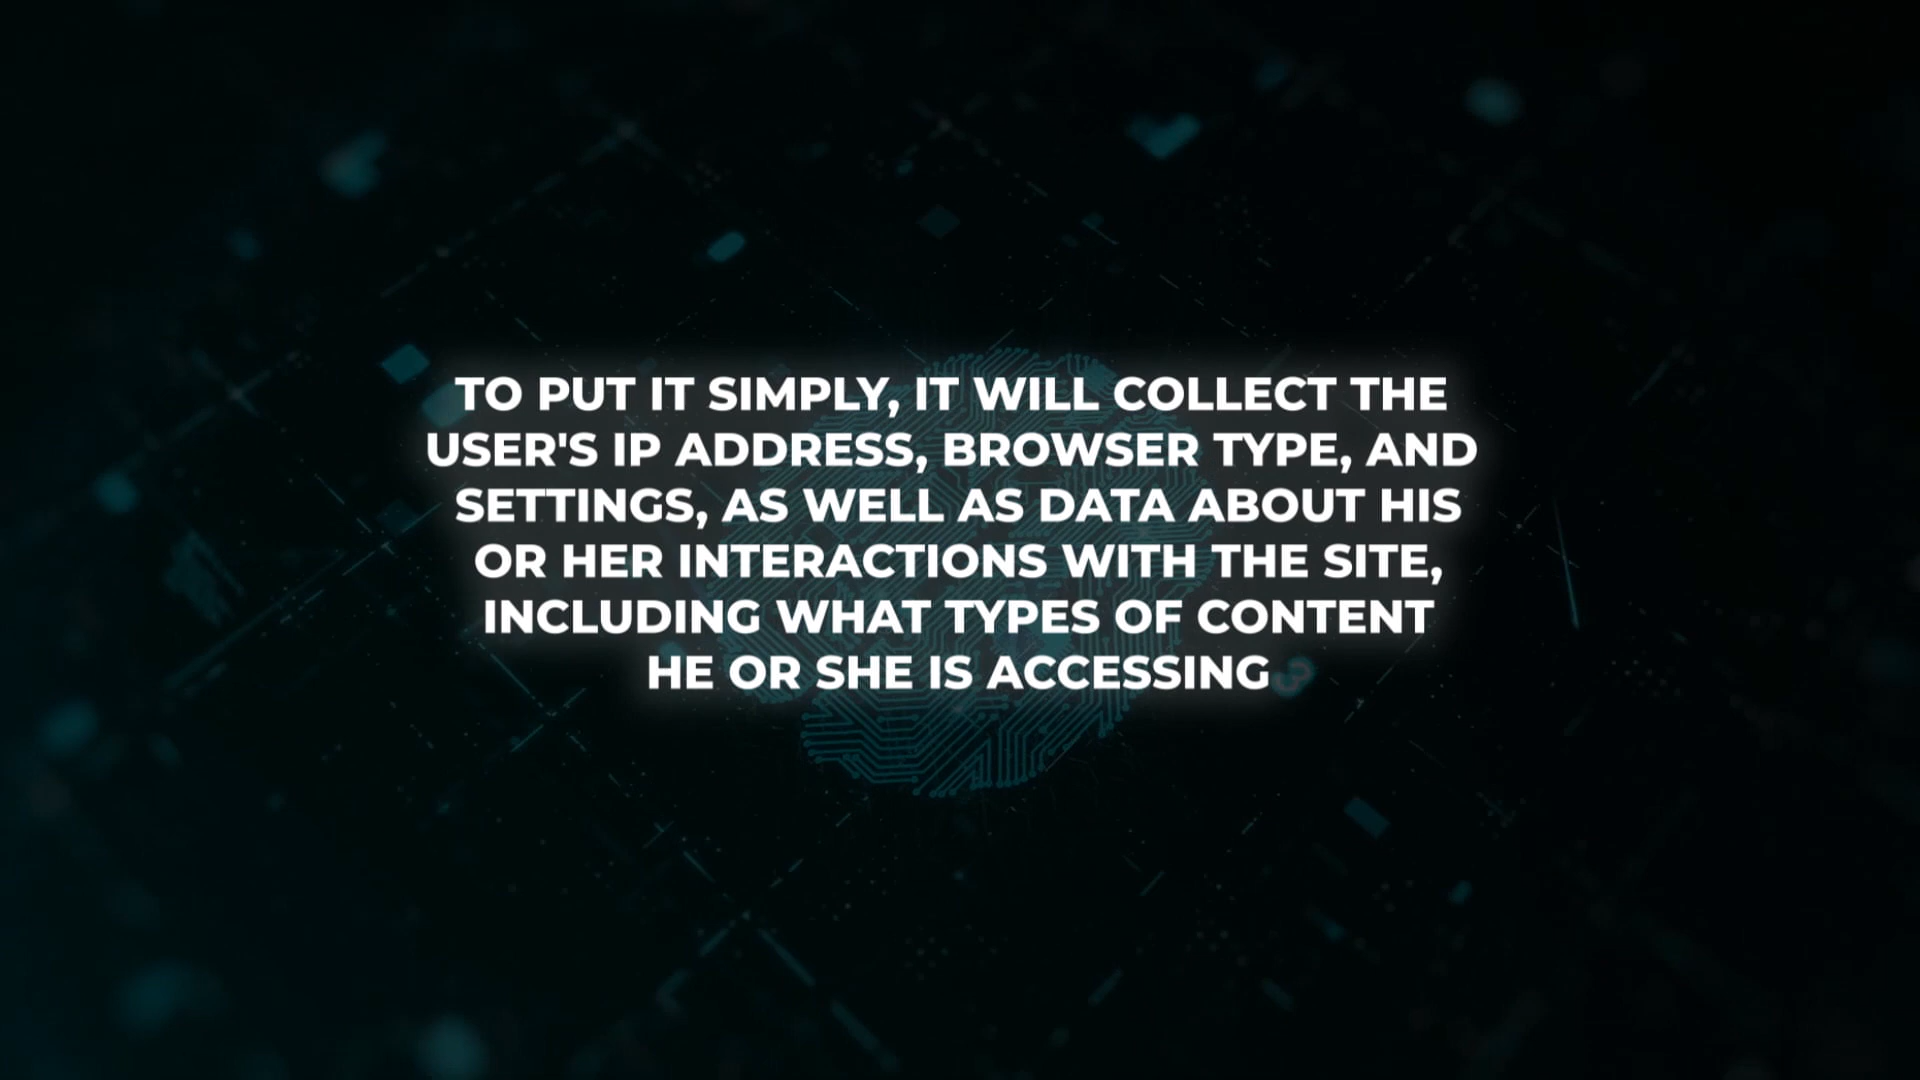 TO PUT IT SIMPLY, IT WILL COLLECT THE
USER'S IP ADDRESS, BROWSER TYPE, AND
SETTINGS, AS WELL AS DATA ABOUT HIS
OR HER INTERACTIONS WITH THE SITE,
INCLUDING WHAT TYPES OF CONTENT
HE OR SHE IS ACCESSING